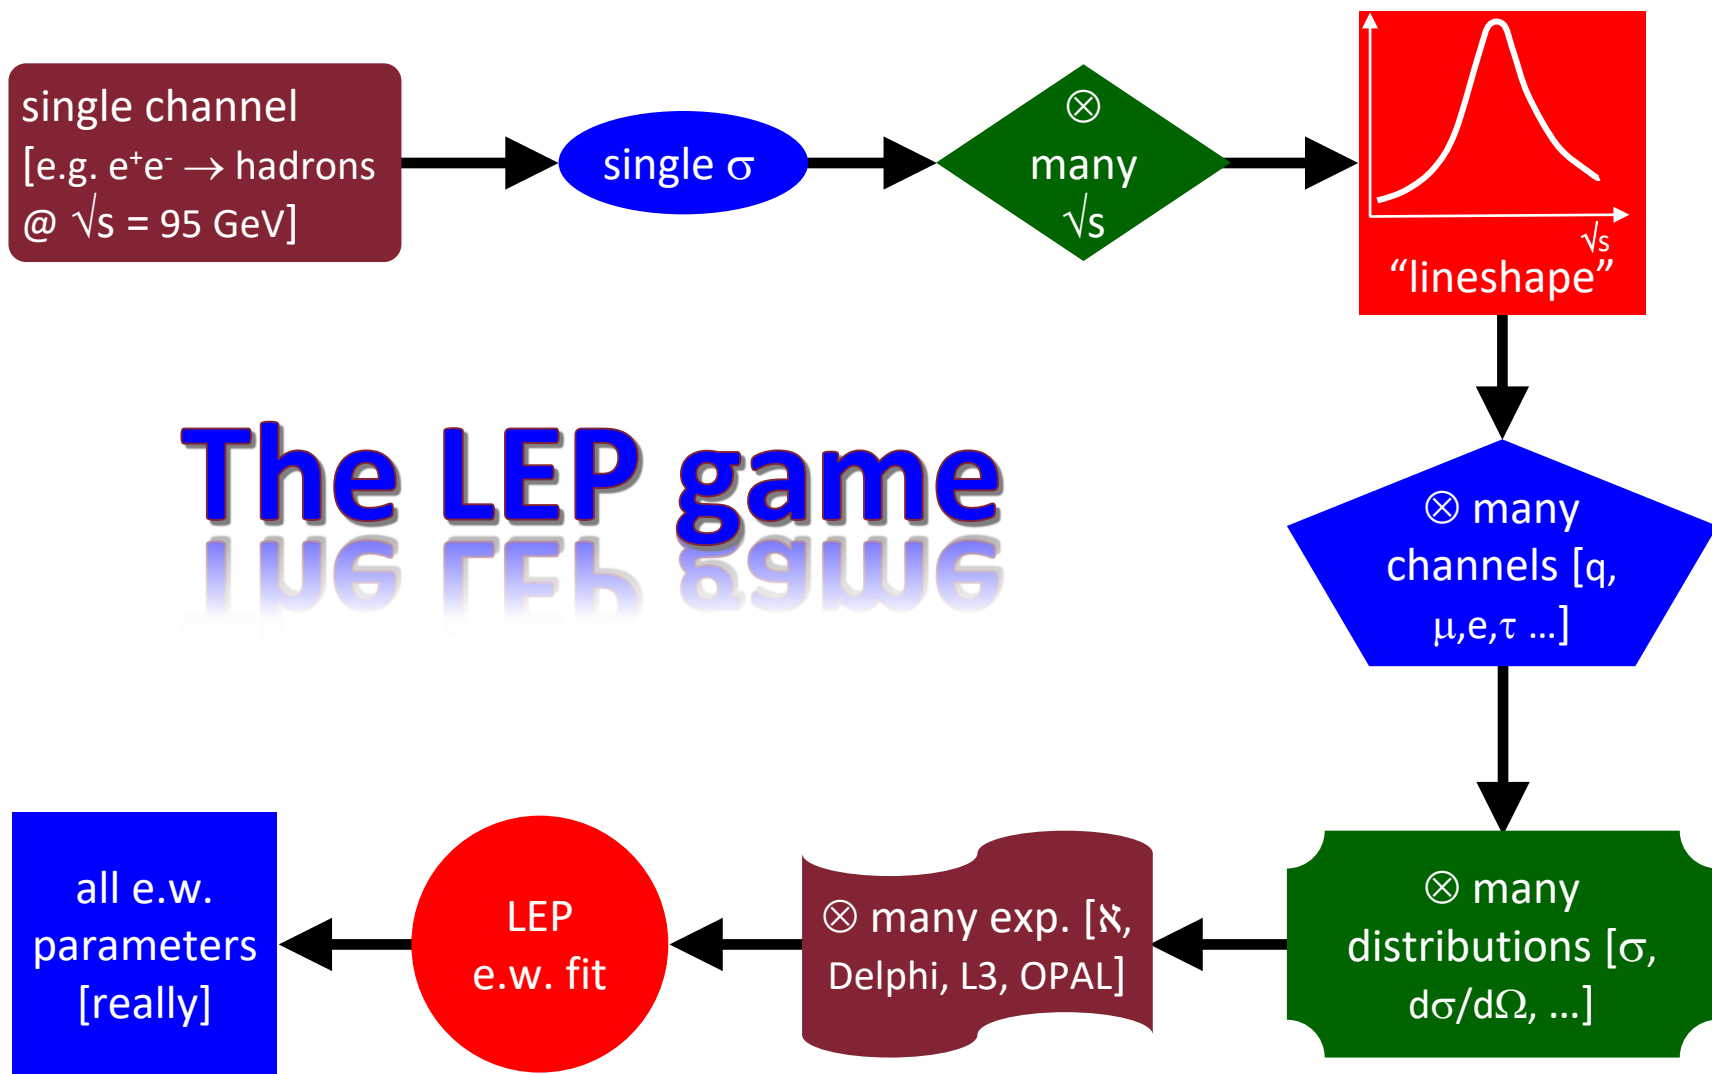 single channel
[e.g. e⁺e⁻ → hadrons
@ √s = 95 GeV]
single σ
⊗
many
√s
√s
“lineshape”
The LEP game
⊗ many
channels [q,
μ,e,τ ...]
⊗ many
distributions [σ,
dσ/dΩ, ...]
⊗ many exp. [ℵ,
Delphi, L3, OPAL]
LEP
e.w. fit
all e.w.
parameters
[really]